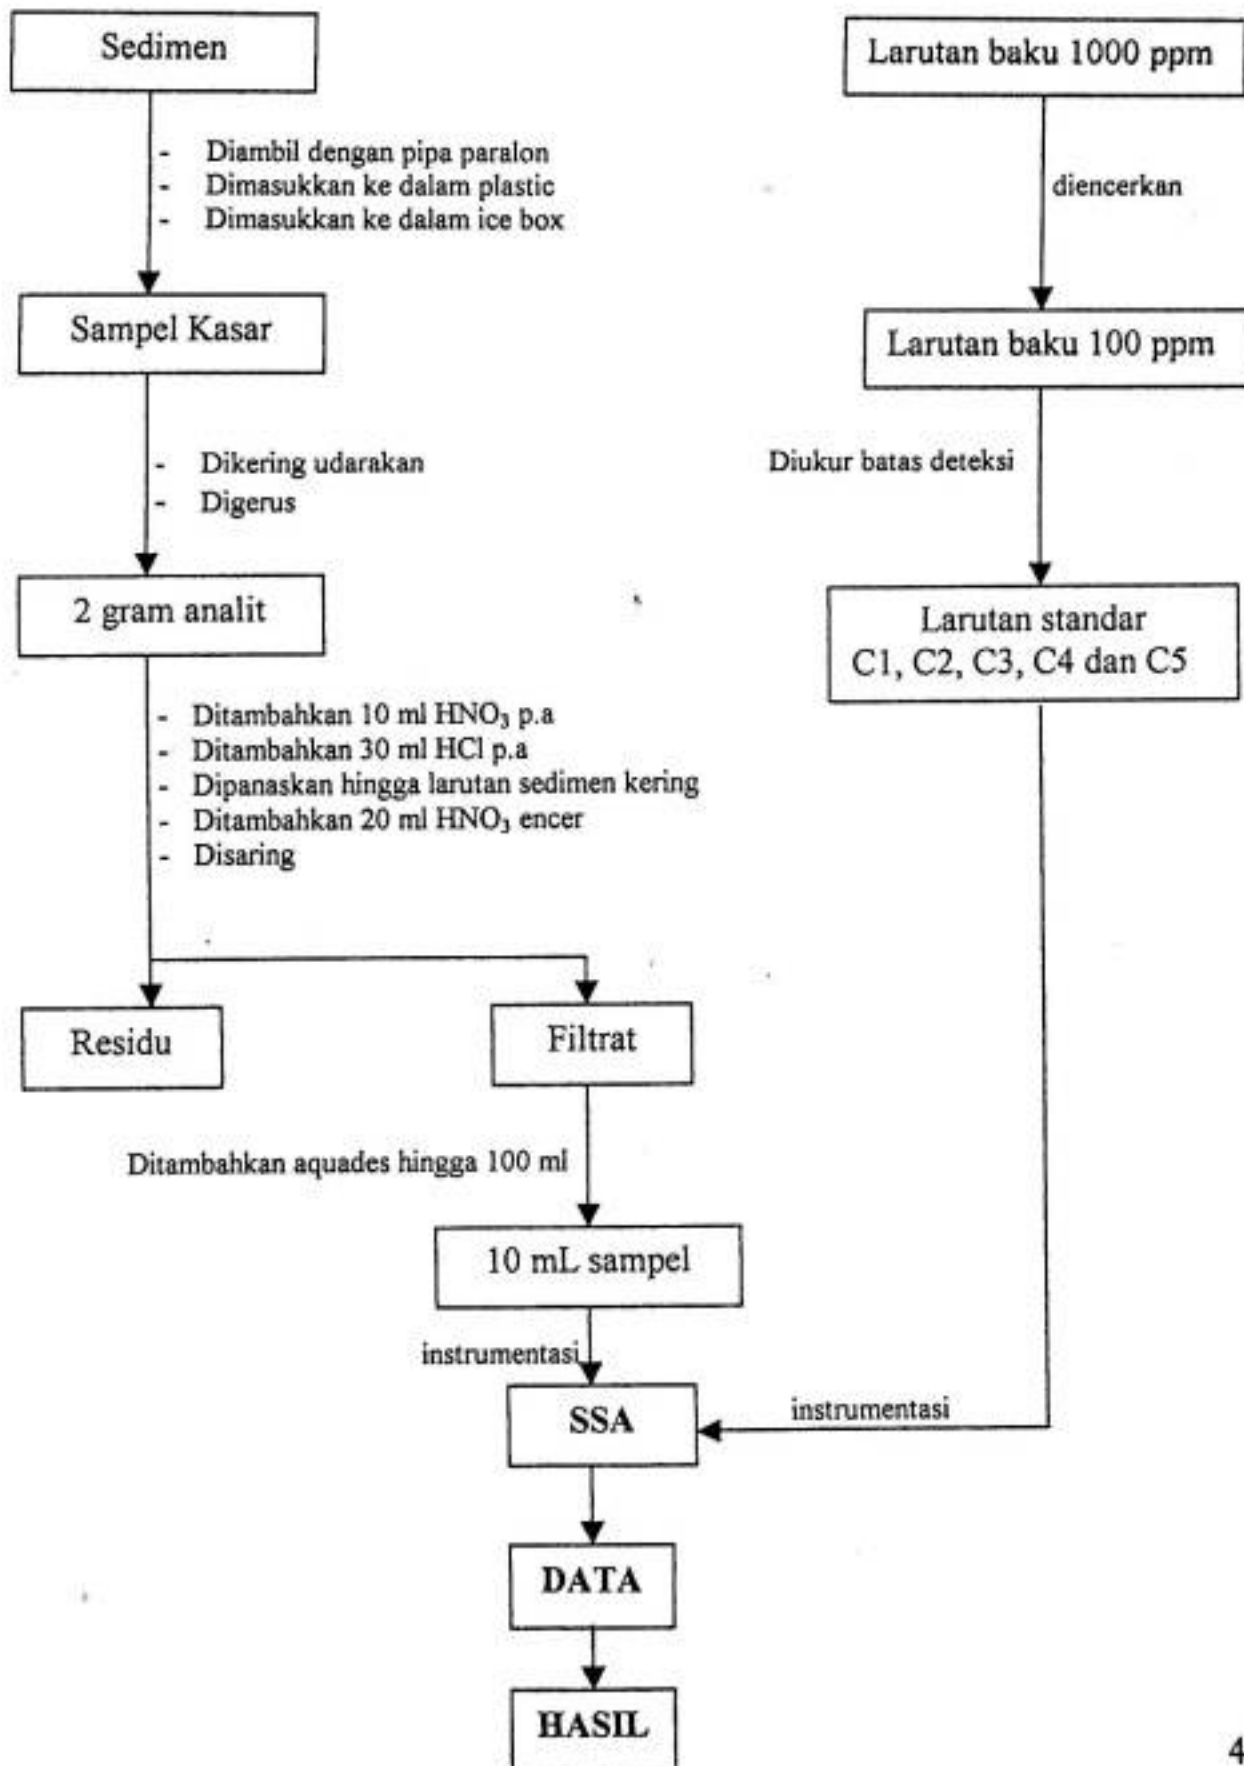 Sedimen
- Diambil dengan pipa paralon
- Dimasukkan ke dalam plastic
- Dimasukkan ke dalam ice box
Sampel Kasar
- Dikering udarakan
- Digerus
2 gram analit
- Ditambahkan 10 ml HNO₃ p.a
- Ditambahkan 30 ml HCl p.a
- Dipanaskan hingga larutan sedimen kering
- Ditambahkan 20 ml HNO₃ encer
- Disaring
Residu
Filtrat
Ditambahkan aquades hingga 100 ml
10 mL sampel
instrumentasi
Larutan baku 1000 ppm
diencerkan
Larutan baku 100 ppm
Diukur batas deteksi
Larutan standar
C1, C2, C3, C4 dan C5
instrumentasi
SSA
DATA
HASIL
4